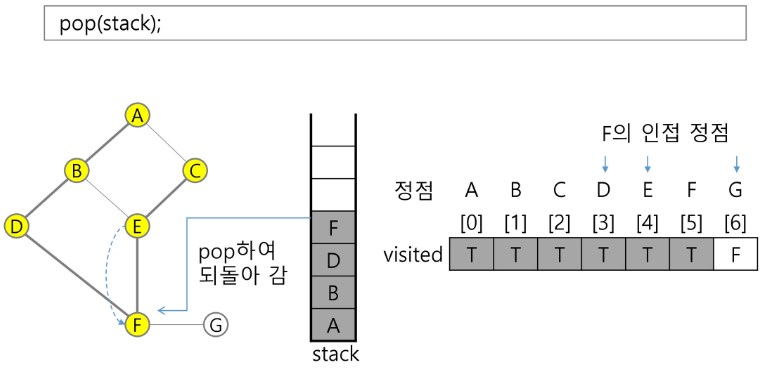 pop(stack);
A
B
C
D
E
F
G
pop하여
되돌아 감
F
D
B
A
stack
F의 인접 정점
정점 A B C D E F G
[0] [1] [2] [3] [4] [5] [6]
visited T T T T T T F